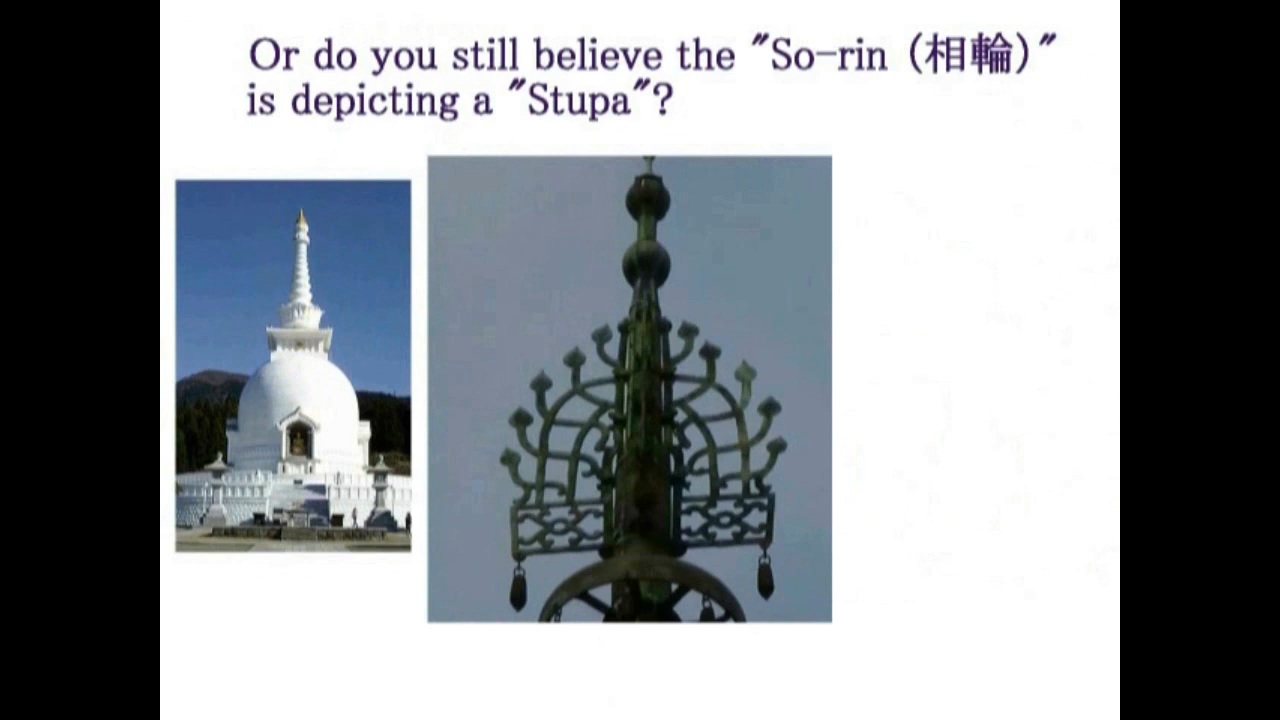 Or do you still believe the "So-rin (相輪)"
is depicting a "Stupa"?